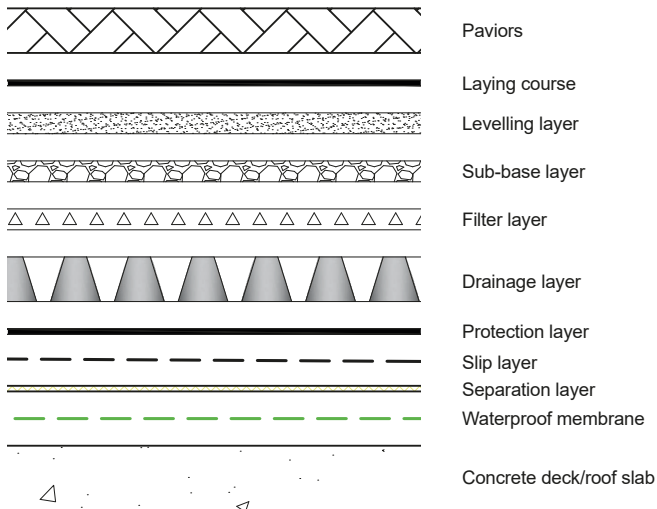 Paviors
Laying course
Levelling layer
Sub-base layer
Filter layer
Drainage layer
Protection layer
Slip layer
Separation layer
Waterproof membrane
Concrete deck/roof slab